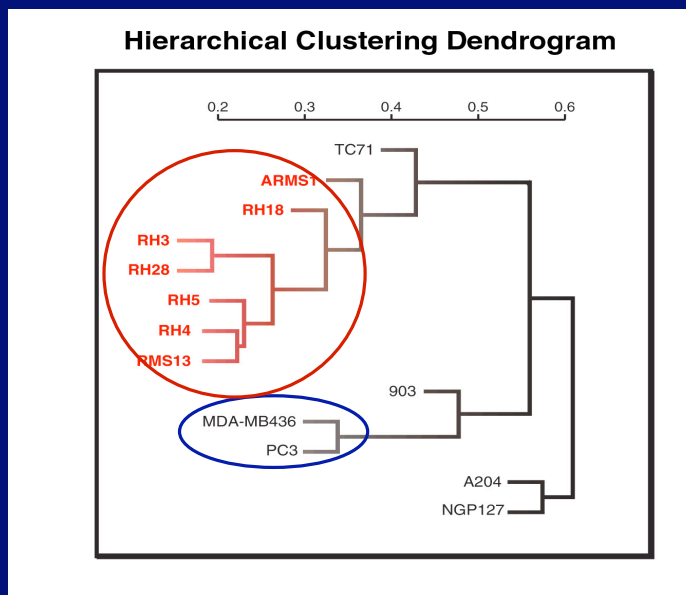 Hierarchical Clustering Dendrogram
0.2 0.3 0.4 0.5 0.6
TC71
ARMS1
RH18
RH3
RH28
RH5
RH4
RMS13
903
MDA-MB436
PC3
A204
NGP127